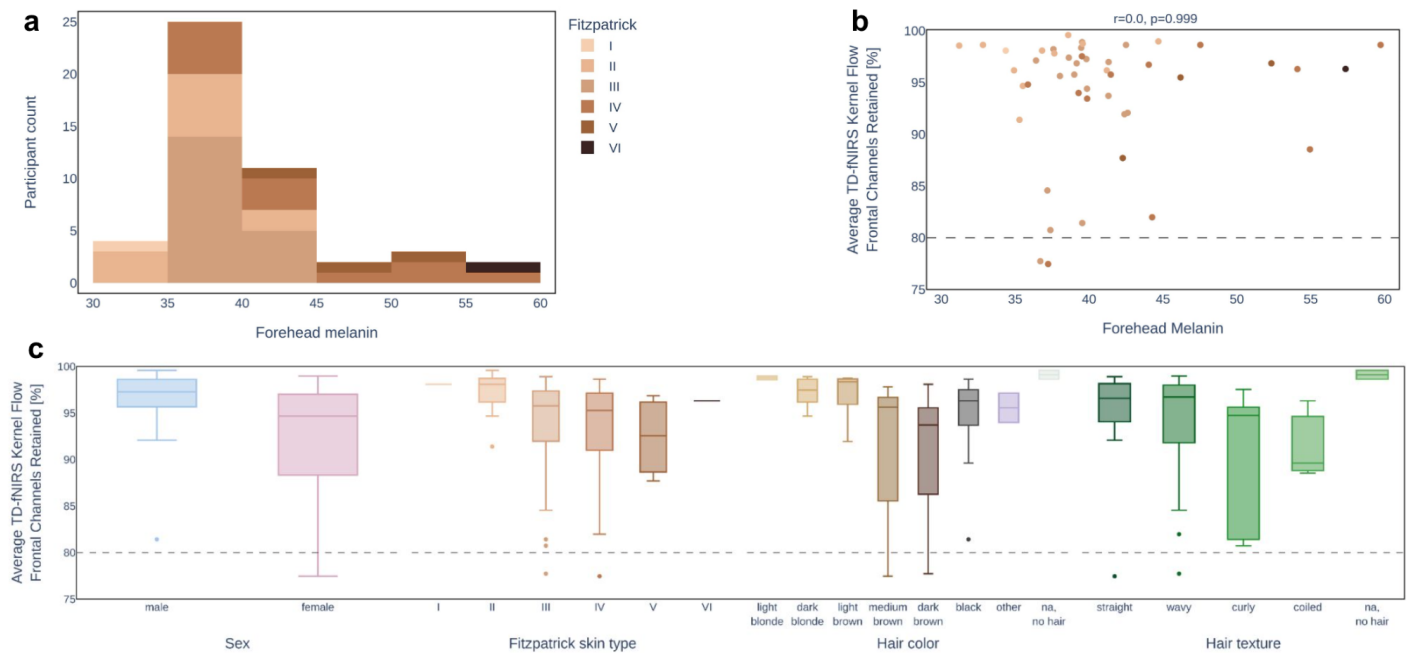 a
25
20
15
10
5
0
Participant count
30 35 40 45 50 55 60
Forehead melanin
Fitzpatrick
I
II
III
IV
V
VI
b
r=0.0, p=0.999
100
95
90
85
80
75
Average TD-fNIRS Kernel Flow
Frontal Channels Retained [%]
30 35 40 45 50 55 60
Forehead Melanin
c
100
95
90
85
80
75
Average TD-fNIRS Kernel Flow
Frontal Channels Retained [%]
male female
Sex
I II III IV V VI
Fitzpatrick skin type
light dark light medium dark black other na,
blonde blonde brown brown brown no hair
Hair color
straight wavy curly coiled na,
no hair
Hair texture